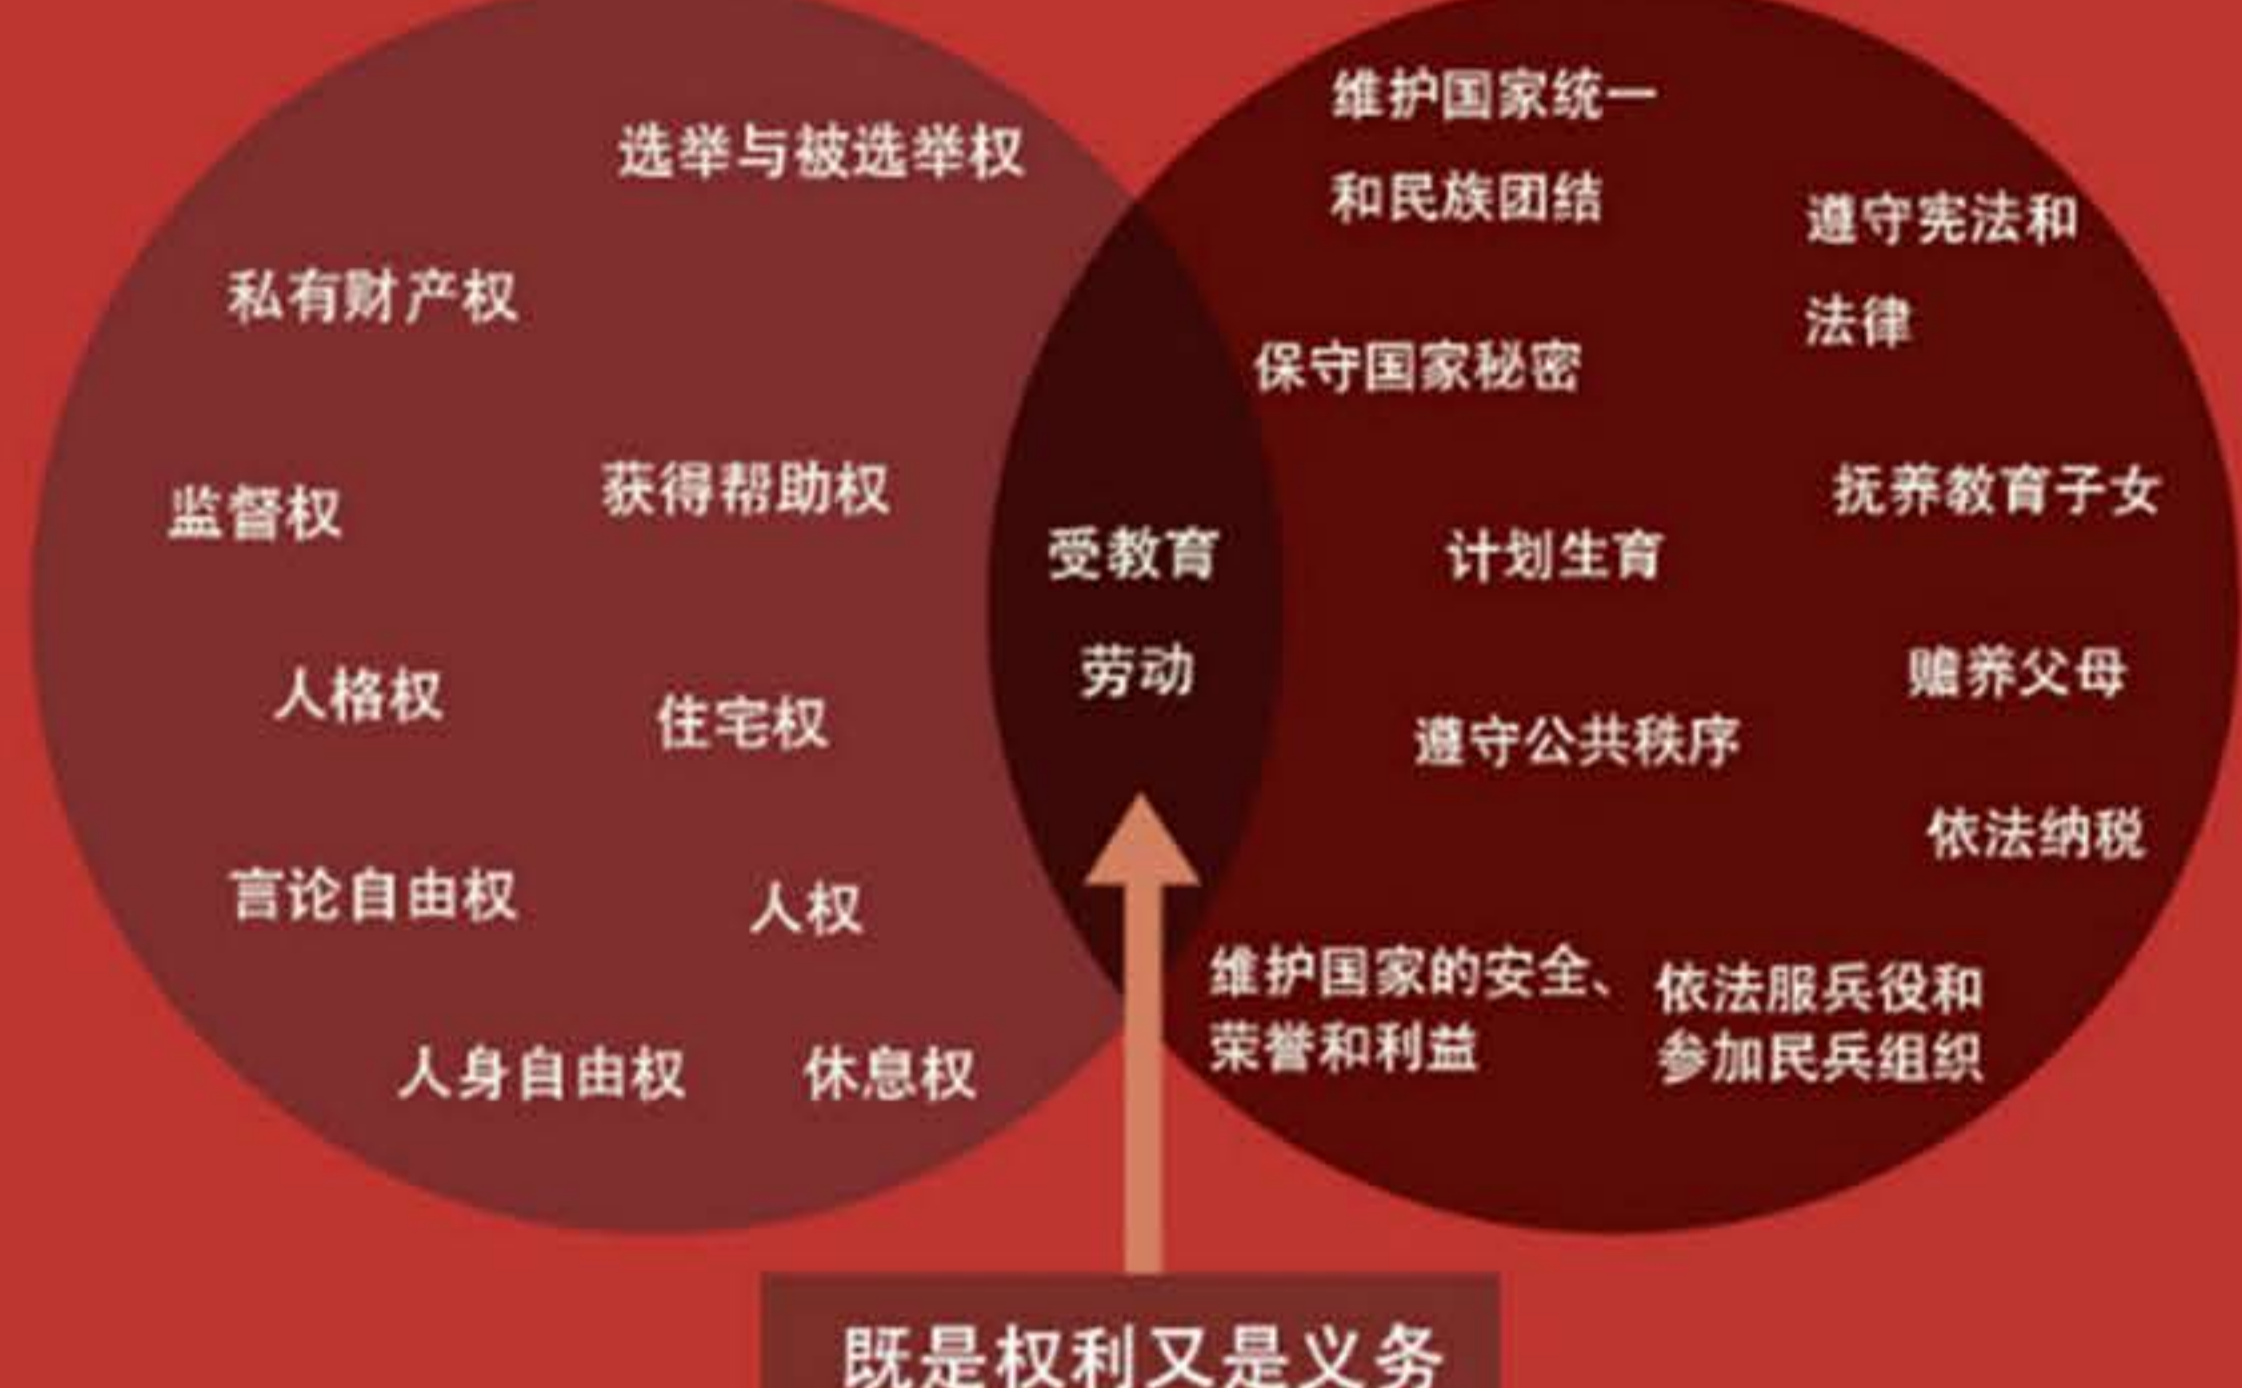 选举与被选举权
私有财产权
监督权
获得帮助权
人格权
住宅权
言论自由权
人权
人身自由权
休息权
受教育
劳动
维护国家统一
和民族团结
遵守宪法和
法律
保守国家秘密
抚养教育子女
计划生育
赡养父母
遵守公共秩序
依法纳税
维护国家的安全、
荣誉和利益
依法服兵役和
参加民兵组织
既是权利又是义务